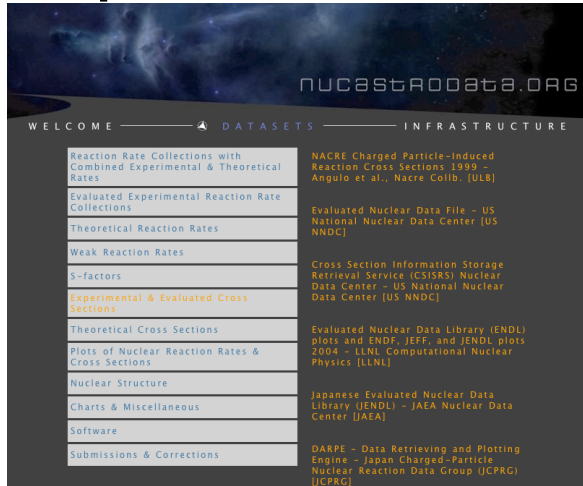 nucastrodata.org
WELCOME DATASETS INFRASTRUCTURE
Reaction Rate Collections with
Combined Experimental & Theoretical
Rates
Evaluated Experimental Reaction Rate
Collections
Theoretical Reaction Rates
Weak Reaction Rates
S-factors
Experimental & Evaluated Cross
Sections
Theoretical Cross Sections
Plots of Nuclear Reaction Rates &
Cross Sections
Nuclear Structure
Charts & Miscellaneous
Software
Submissions & Corrections
NACRE Charged Particle-Induced
Reaction Cross Sections 1999 -
Angulo et al., Nacre Collb. [ULB]
Evaluated Nuclear Data File - US
National Nuclear Data Center [US
NNDC]
Cross Section Information Storage
Retrieval Service (CSISRS) Nuclear
Data Center - US National Nuclear
Data Center [US NNDC]
Evaluated Nuclear Data Library (ENDL)
plots and ENDF, JEFF, and JENDL plots
2004 - LLNL Computational Nuclear
Physics [LLNL]
Japanese Evaluated Nuclear Data
Library (JENDL) - JAEA Nuclear Data
Center [JAEA]
DARPE - Data Retrieving and Plotting
Engine - Japan Charged-Particle
Nuclear Reaction Data Group (JCPRG)
[JCPRG]